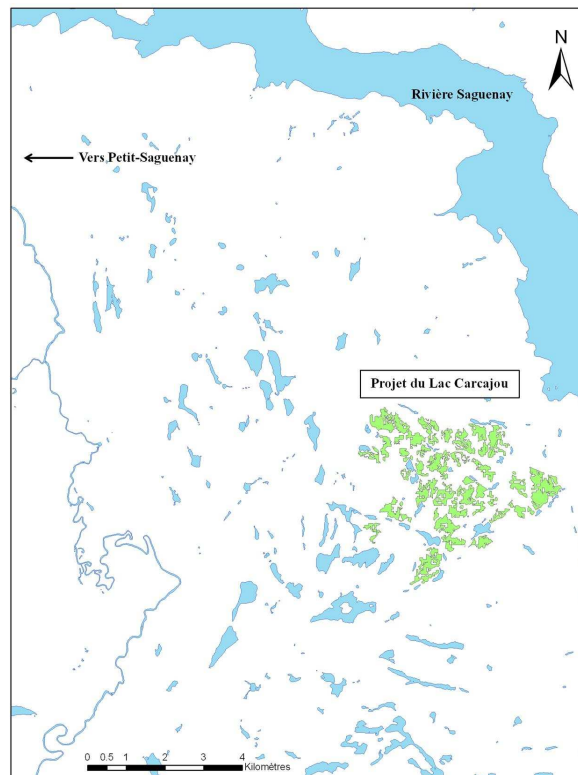 N
Rivière Saguenay
Vers Petit-Saguenay
Projet du Lac Carcajou
0 0.5 1 2 3 4
Kilomètres